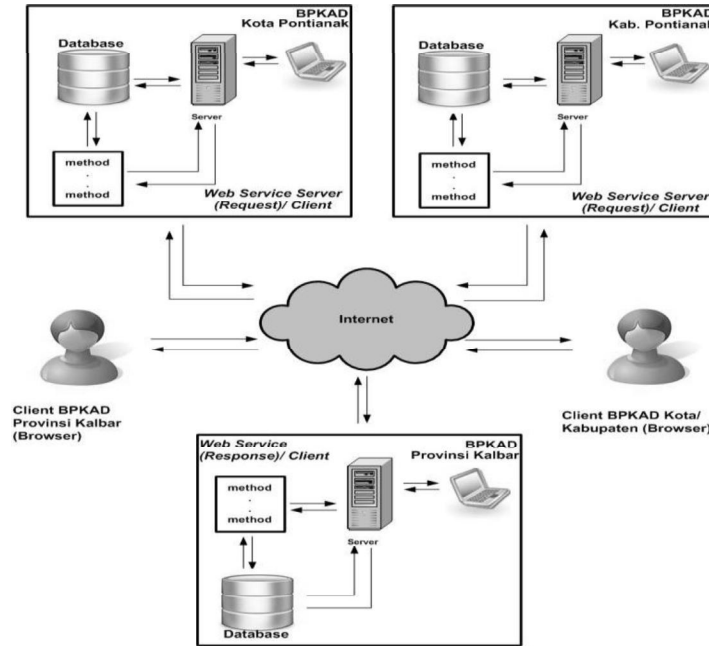 BPKAD
Kota Pontianak
Database
Server
method
.
.
method
Web Service Server
(Request)/ Client
BPKAD
Kab. Pontianak
Database
Server
method
.
.
method
Web Service Server
(Request)/ Client
Internet
Client BPKAD
Provinsi Kalbar
(Browser)
Client BPKAD Kota/
Kabupaten (Browser)
Web Service
(Response)/ Client
BPKAD
Provinsi Kalbar
method
.
.
method
Server
Database